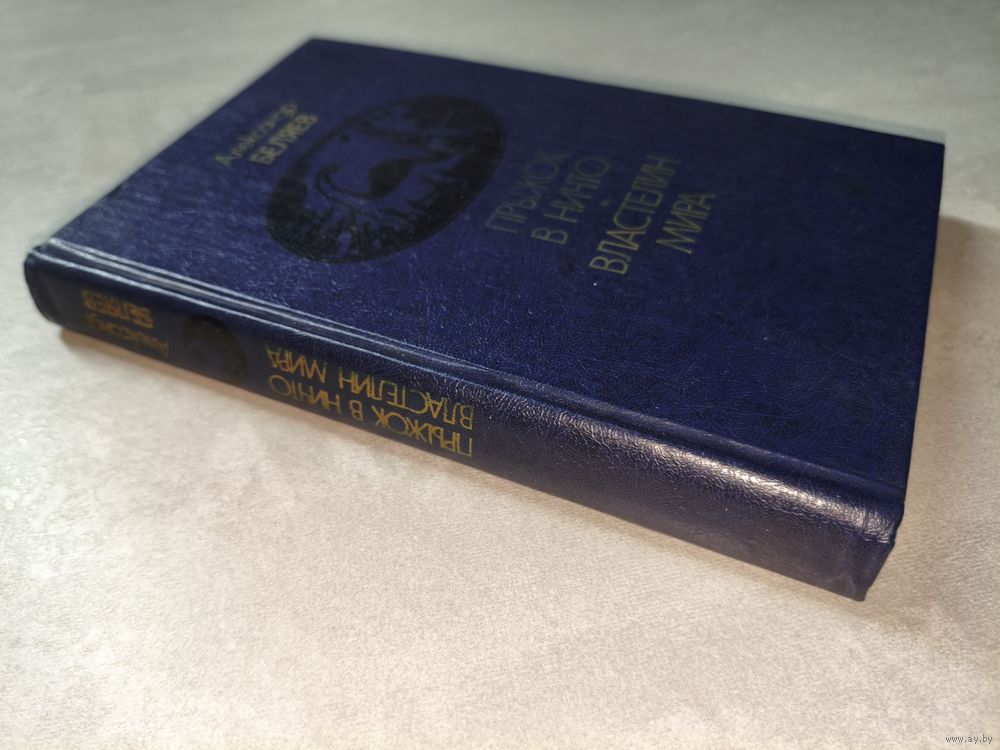 Александр
БЕЛЯЕВ
ПРЫЖОК
В НИЧТО
ВЛАСТЕЛИН
МИРА
Александр
БЕЛЯЕВ
ПРЫЖОК В НИЧТО
ВЛАСТЕЛИН МИРА
www.ay.by